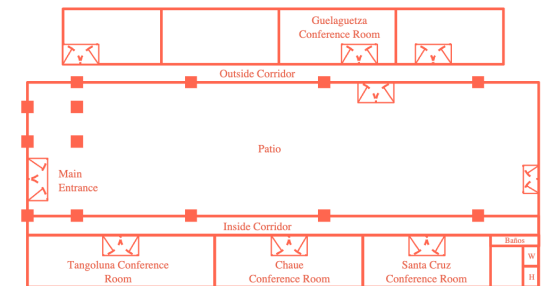 Guelaguetza
Conference Room
Outside Corridor
Patio
Main
Entrance
Inside Corridor
Baños
W
H
Tangoluna Conference
Room
Chaue
Conference Room
Santa Cruz
Conference Room